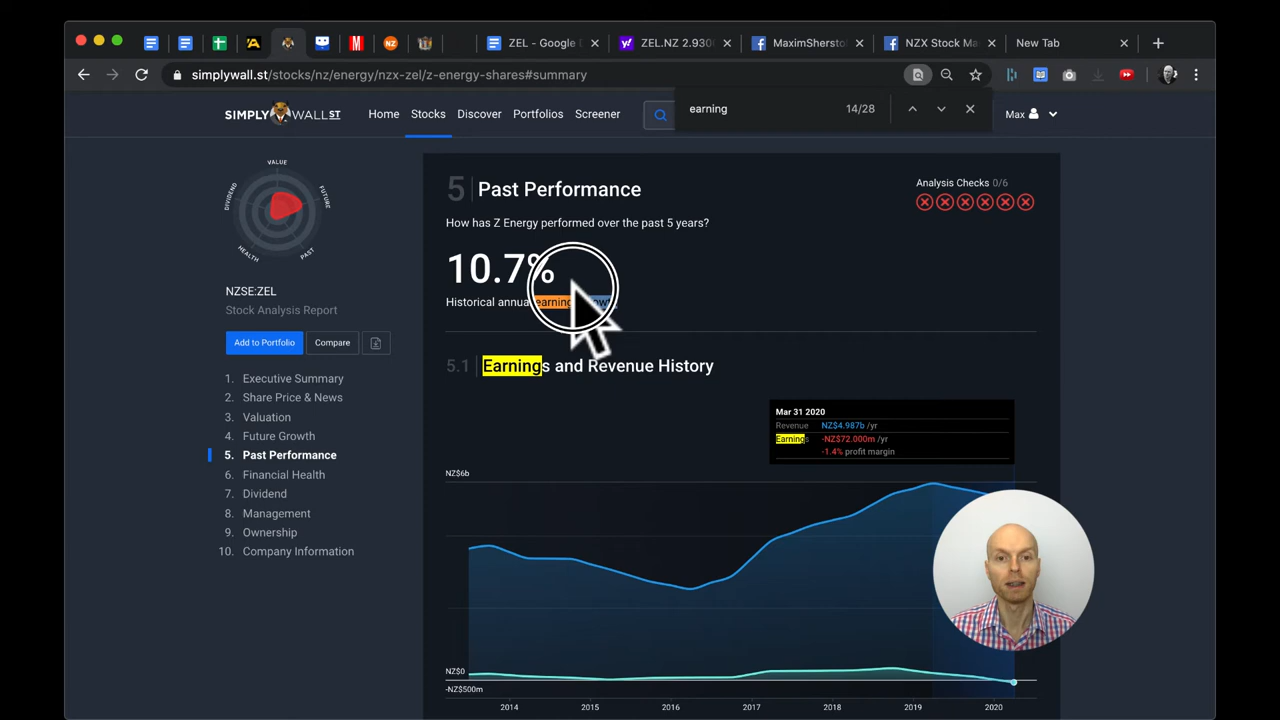 ZEL - Google
ZEL.NZ 2.930
MaximSherst
NZX Stock Ma
New Tab
simplywall.st/stocks/nz/energy/nzx-zel/z-energy-shares#summary
earning 14/28
SIMPLY WALL ST
Home
Stocks
Discover
Portfolios
Screener
Max
VALUE
FUTURE
PAST
HEALTH
DIVIDEND
NZSE:ZEL
Stock Analysis Report
Add to Portfolio
Compare
1. Executive Summary
2. Share Price & News
3. Valuation
4. Future Growth
5. Past Performance
6. Financial Health
7. Dividend
8. Management
9. Ownership
10. Company Information
5 Past Performance
Analysis Checks 0/6
How has Z Energy performed over the past 5 years?
10.7%
Historical annual earning
5.1 Earnings and Revenue History
Mar 31 2020
Revenue NZ$4.987b /yr
Earnings -NZ$72.000m /yr
-1.4% profit margin
NZ$6b
NZ$0
-NZ$500m
2014 2015 2016 2017 2018 2019 2020